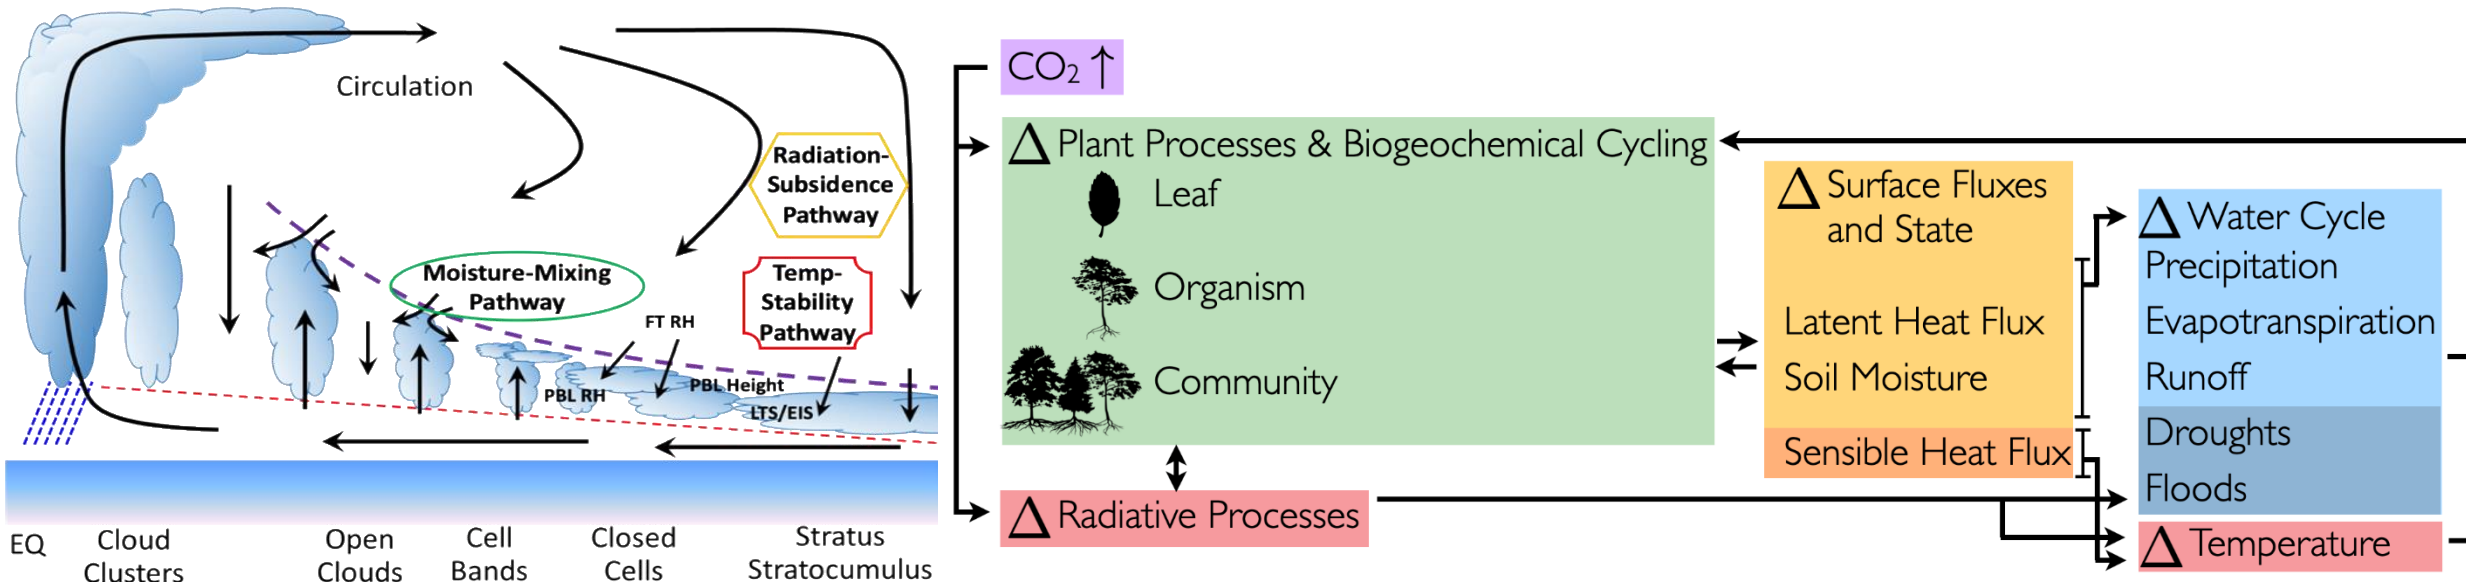 Circulation
Radiation-
Subsidence
Pathway
Moisture-Mixing
Pathway
Temp-
Stability
Pathway
FT RH
PBL RH
PBL Height
LTS/EIS
EQ
Cloud
Clusters
Open
Clouds
Cell
Bands
Closed
Cells
Stratus
Stratocumulus
CO₂ ↑
Δ Plant Processes & Biogeochemical Cycling
Leaf
Organism
Community
Δ Radiative Processes
Δ Surface Fluxes
and State
Latent Heat Flux
Soil Moisture
Sensible Heat Flux
Δ Water Cycle
Precipitation
Evapotranspiration
Runoff
Droughts
Floods
Δ Temperature